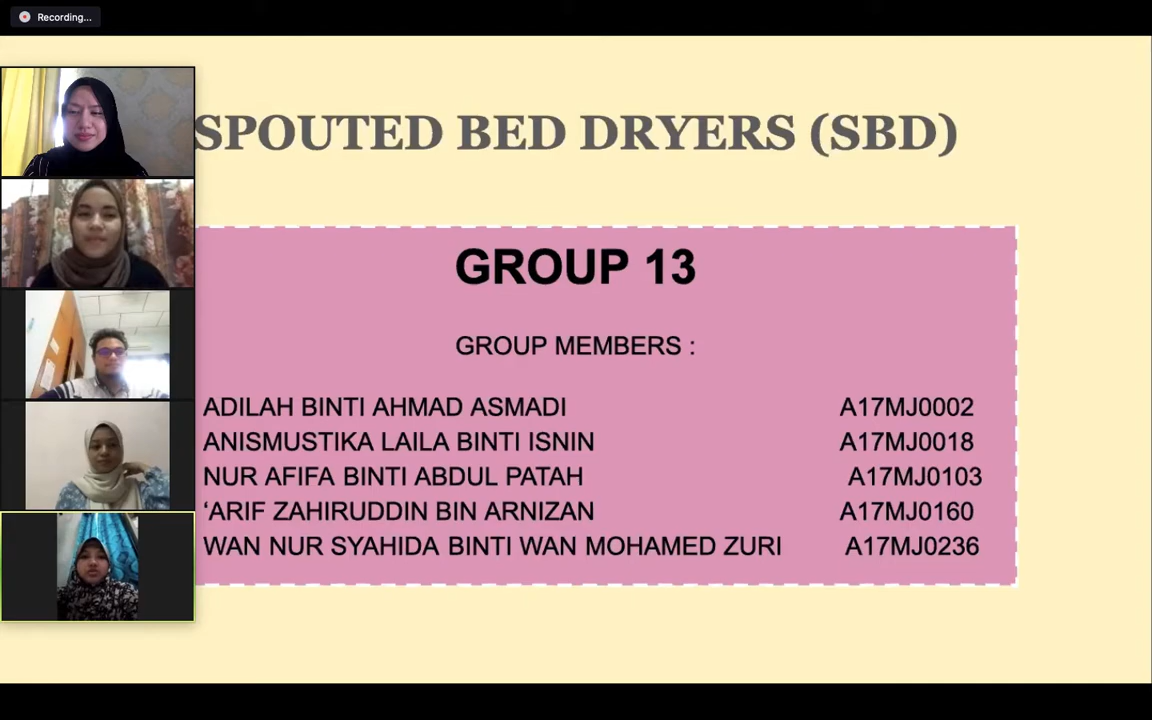 Recording...
SPOUTED BED DRYERS (SBD)
GROUP 13
GROUP MEMBERS :
ADILAH BINTI AHMAD ASMADI A17MJ0002
ANISMUSTIKA LAILA BINTI ISNIN A17MJ0018
NUR AFIFA BINTI ABDUL PATAH A17MJ0103
‘ARIF ZAHIRUDDIN BIN ARNIZAN A17MJ0160
WAN NUR SYAHIDA BINTI WAN MOHAMED ZURI A17MJ0236